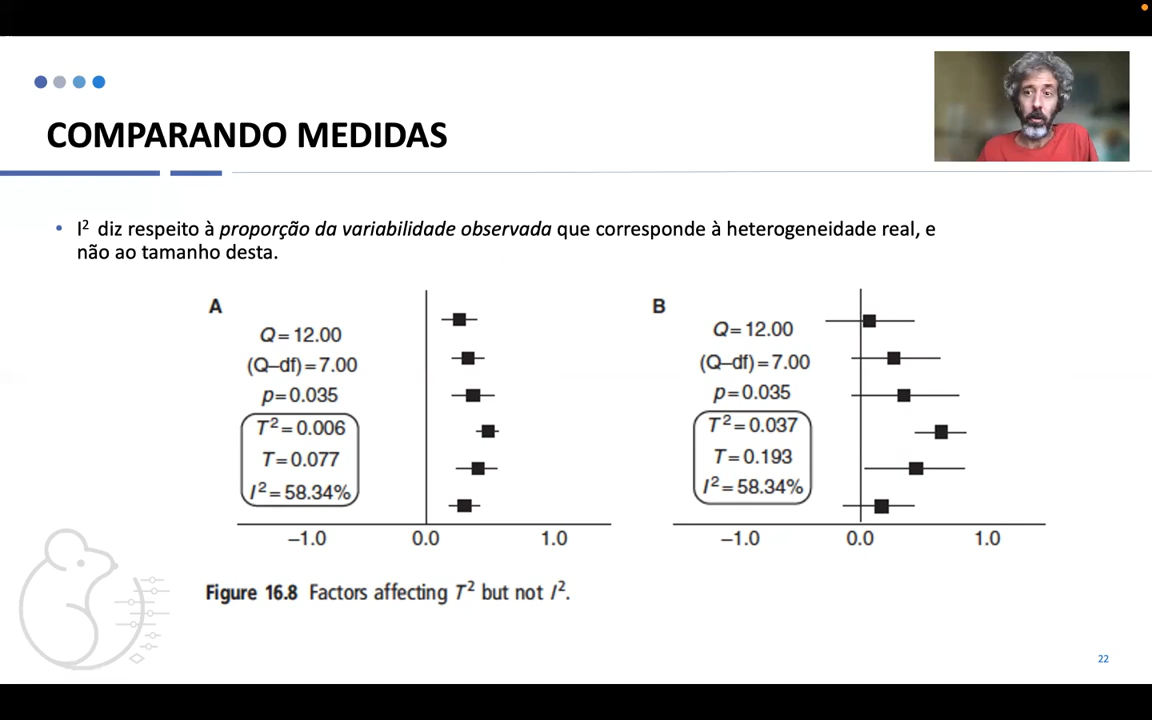 COMPARANDO MEDIDAS
• I² diz respeito à proporção da variabilidade observada que corresponde à heterogeneidade real, e
não ao tamanho desta.
A
Q=12.00
(Q–df)=7.00
p=0.035
T²=0.006
T=0.077
I²=58.34%
–1.0 0.0 1.0
B
Q=12.00
(Q–df)=7.00
p=0.035
T²=0.037
T=0.193
I²=58.34%
–1.0 0.0 1.0
Figure 16.8 Factors affecting T² but not I².
22